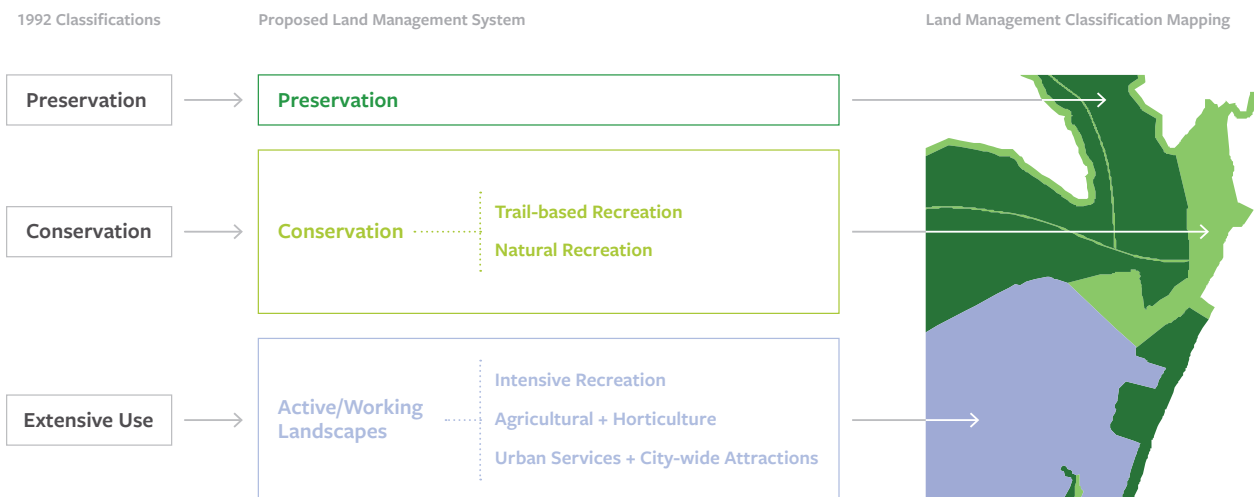 1992 Classifications
Proposed Land Management System
Land Management Classification Mapping
Preservation
Preservation
Conservation
Conservation
Trail-based Recreation
Natural Recreation
Extensive Use
Active/Working
Landscapes
Intensive Recreation
Agricultural + Horticulture
Urban Services + City-wide Attractions